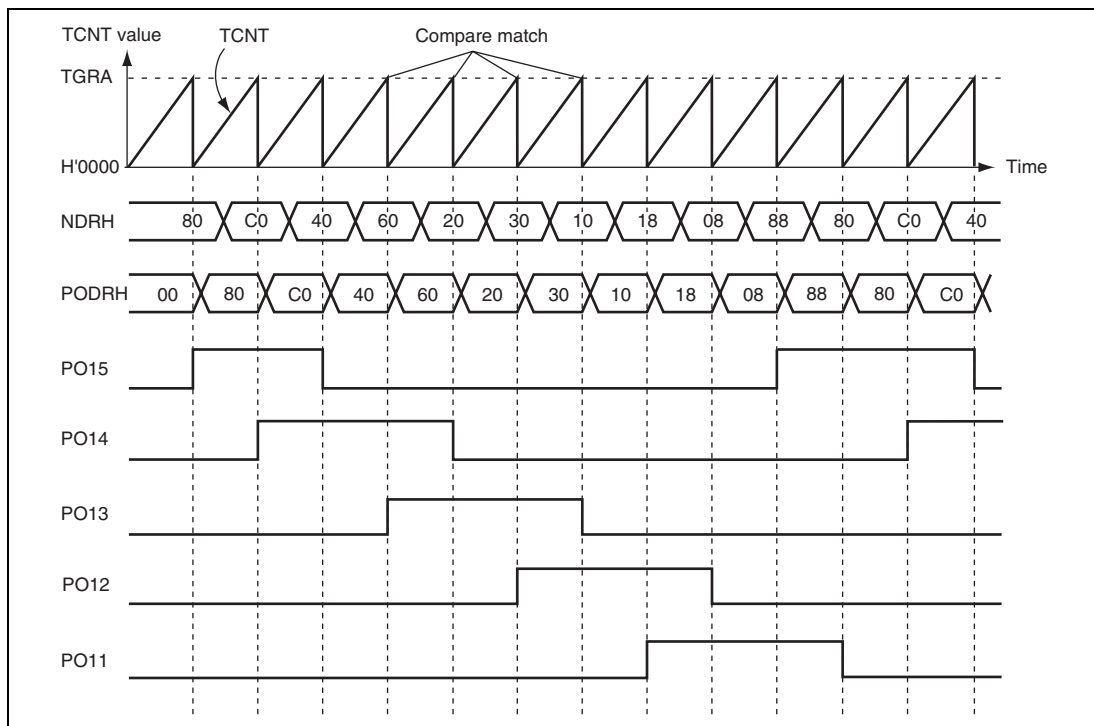 TCNT value
TCNT
Compare match
TGRA
H'0000
Time
NDRH
80 C0 40 60 20 30 10 18 08 88 80 C0 40
PODRH
00 80 C0 40 60 20 30 10 18 08 88 80 C0
PO15
PO14
PO13
PO12
PO11